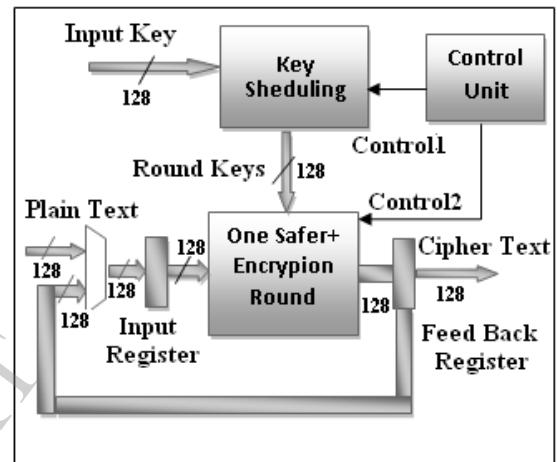 Input Key
128
Key
Sheduling
Control
Unit
Control1
Round Keys
128
Control2
Plain Text
128
128
128
128
Input
Register
One Safer+
Encrypion
Round
128
Cipher Text
128
Feed Back
Register